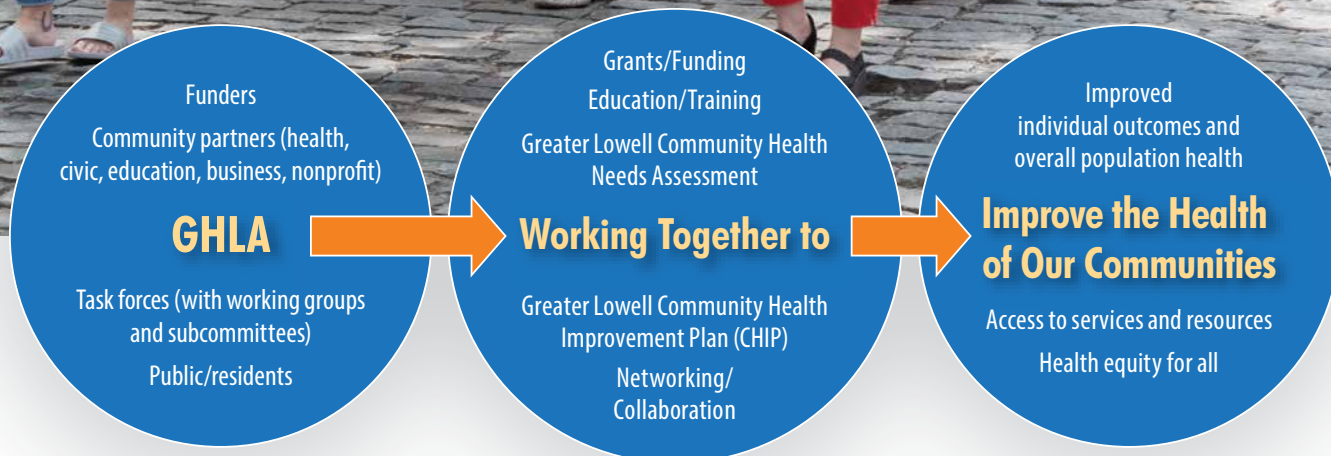 Funders
Community partners (health,
civic, education, business, nonprofit)
GHLA
Task forces (with working groups
and subcommittees)
Public/residents
Grants/Funding
Education/Training
Greater Lowell Community Health
Needs Assessment
Working Together to
Greater Lowell Community Health
Improvement Plan (CHIP)
Networking/
Collaboration
Improved
individual outcomes and
overall population health
Improve the Health
of Our Communities
Access to services and resources
Health equity for all